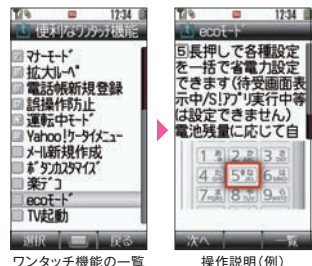 12:34
便利なワンタッチ機能
マナーモード
拡大ルーペ
電話帳新規登録
誤操作防止
運転中モード
Yahoo!ケータイメニュー
メール新規作成
ボタンカスタマイズ
楽デコ
ecoモード
TV起動
選択
戻る
ワンタッチ機能の一覧
12:34
ecoモード
5長押しで各種設定
を一括で省電力設定
できます(待受画面表
示中/S!アプリ実行中等
は設定できません)
電池残量に応じて自
1 2 3
4 5 6
7 8 9
次へ
一覧
操作説明(例)